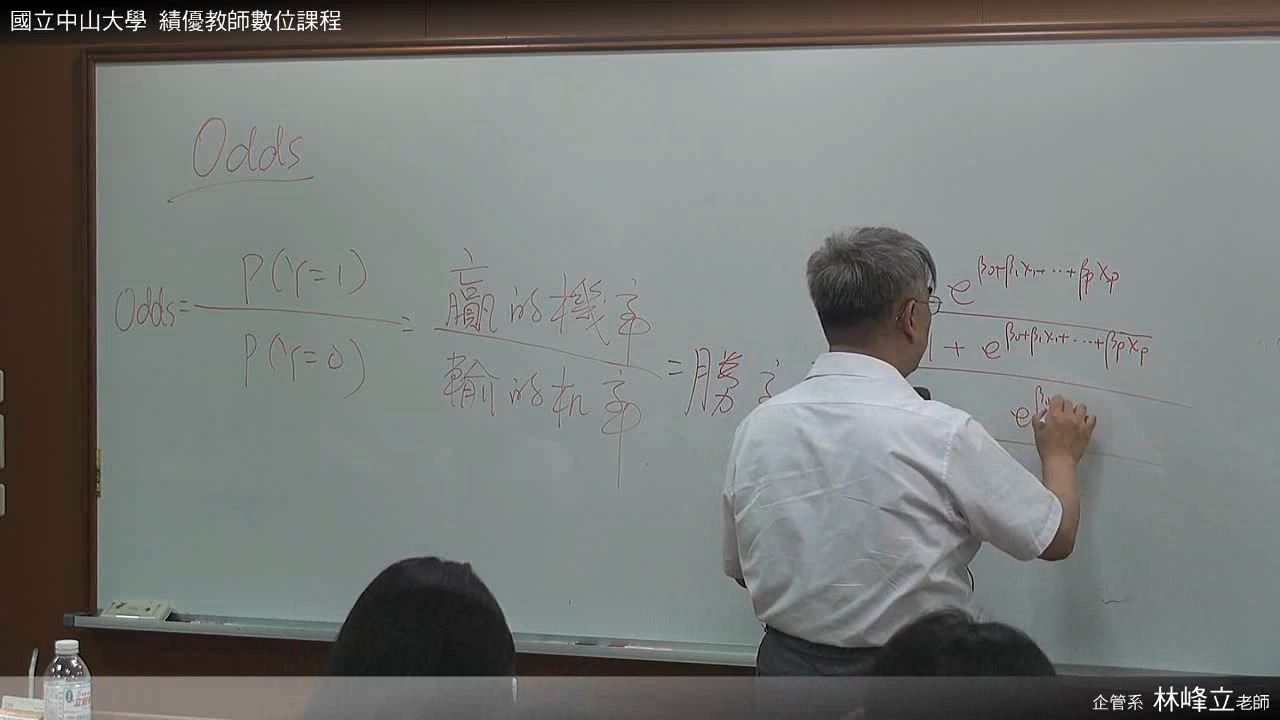 國立中山大學 績優教師數位課程
Odds
Odds = P(Y=1) / P(Y=0) = 贏的機率 / 輸的机率 = 勝率
e^{β0+β1X1+⋯+βpXp}
1 + e^{β0+β1X1+⋯+βpXp}
e^{β
企管系 林峰立老師